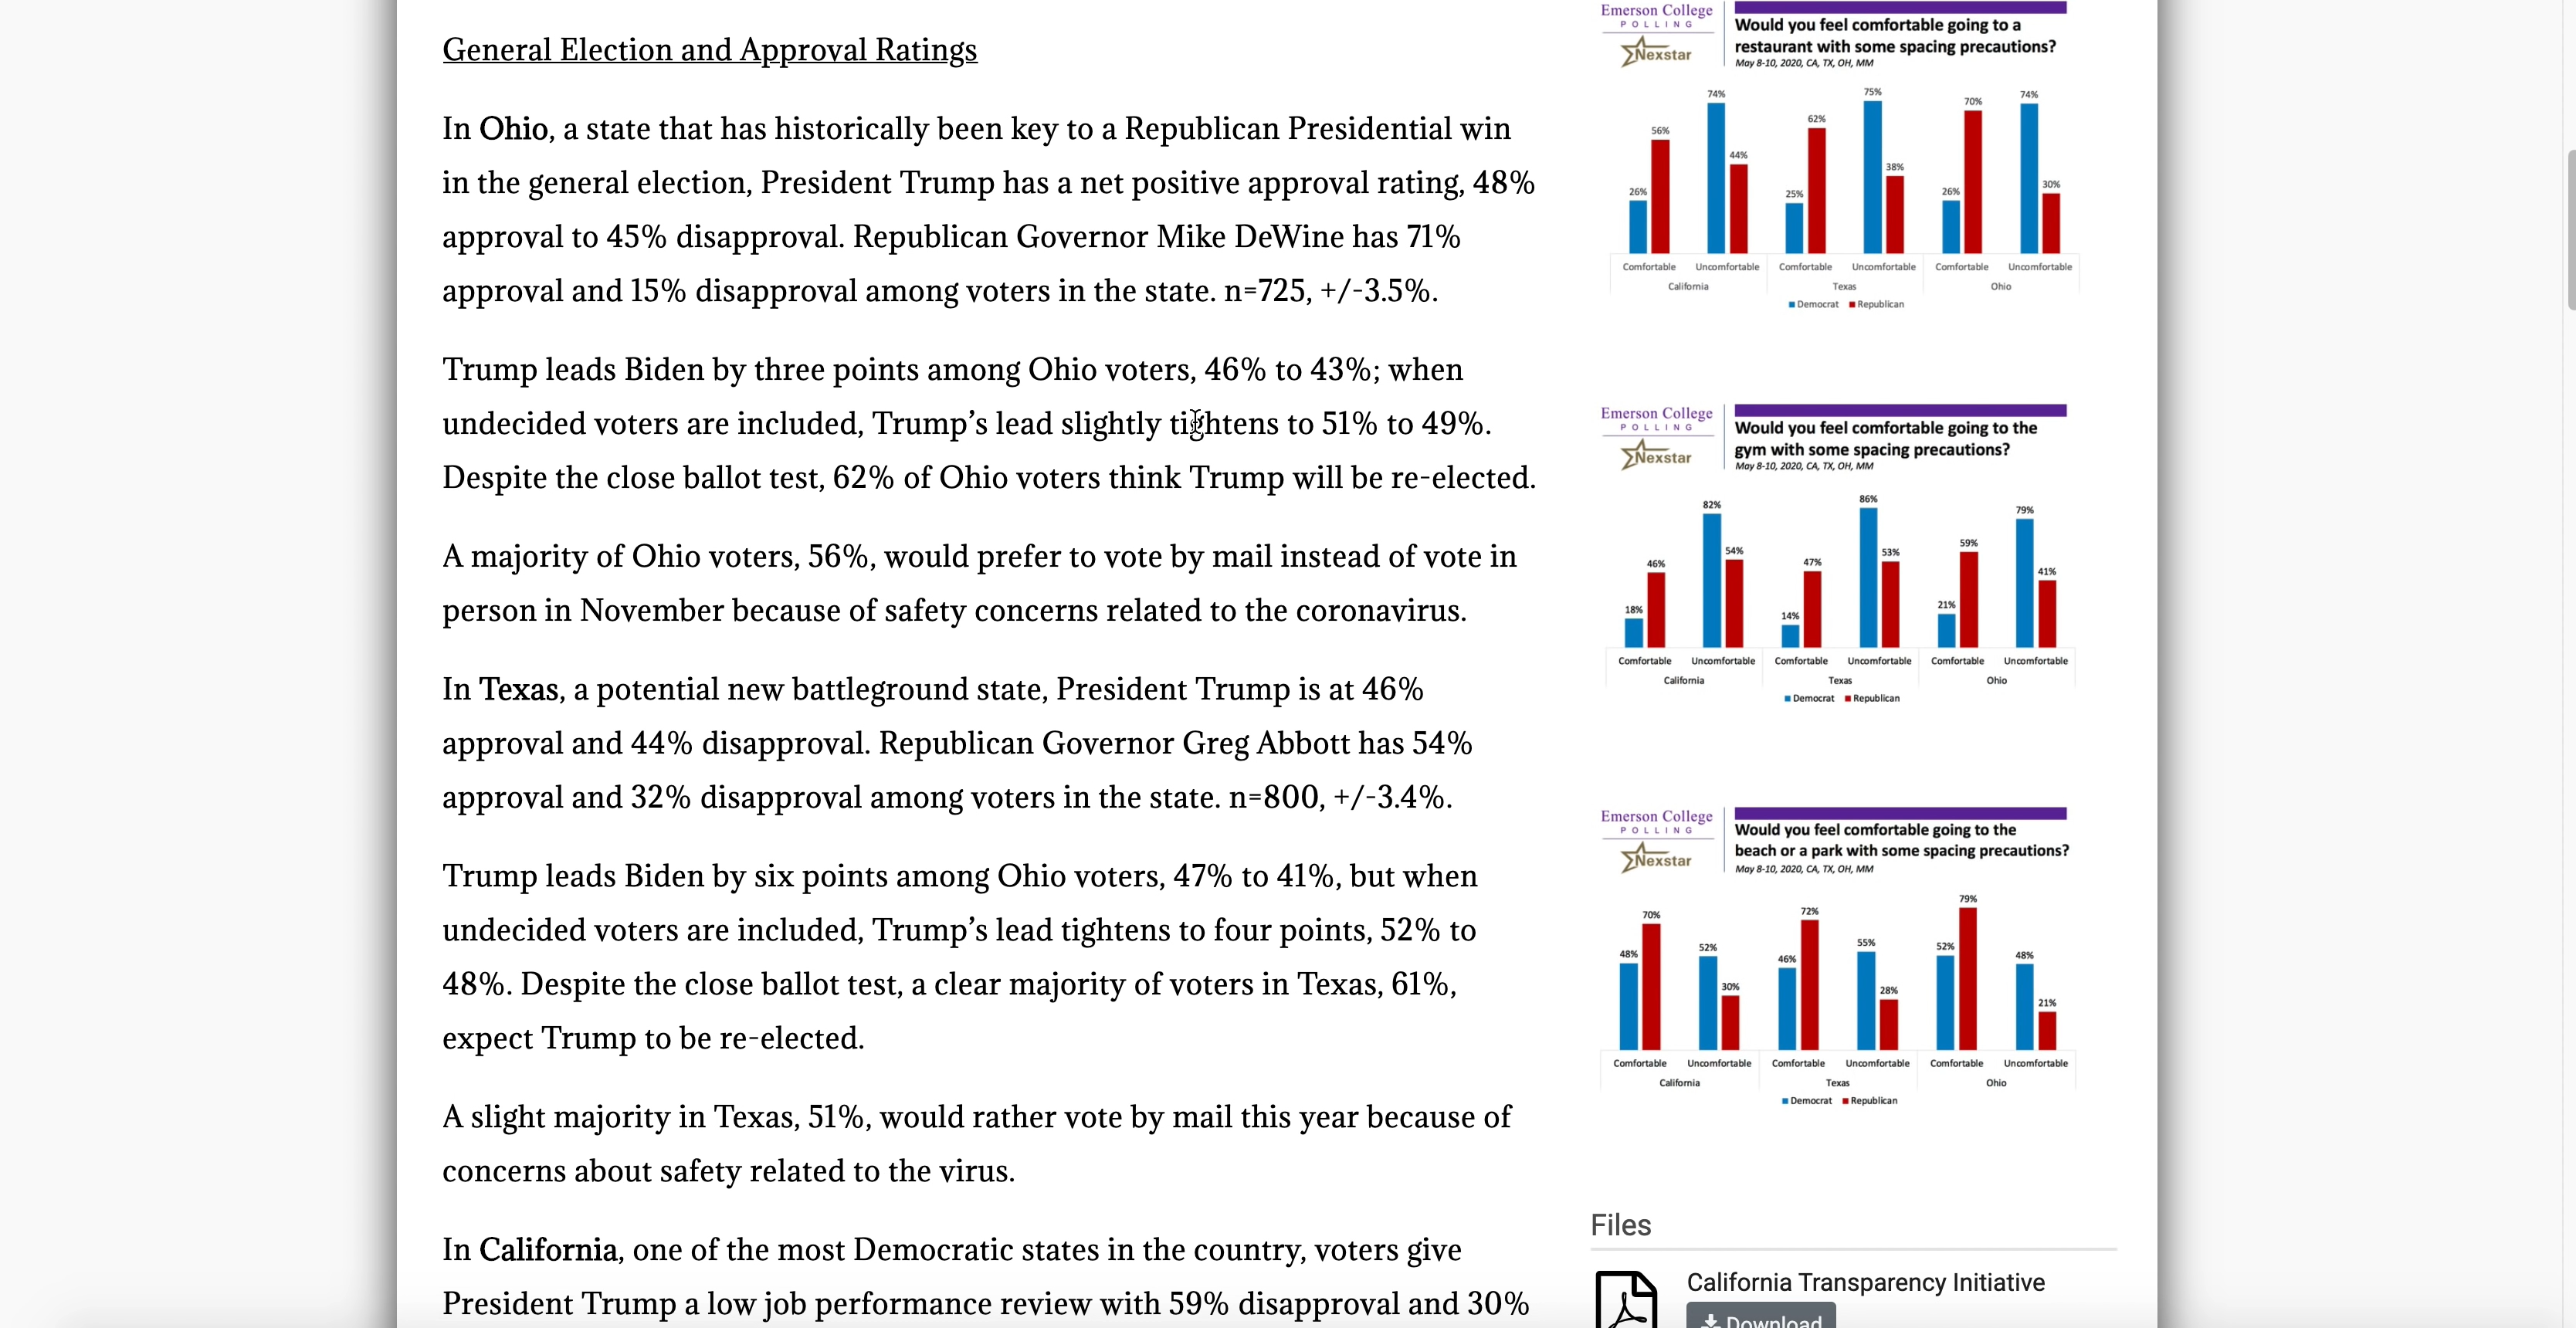 General Election and Approval Ratings
In Ohio, a state that has historically been key to a Republican Presidential win
in the general election, President Trump has a net positive approval rating, 48%
approval to 45% disapproval. Republican Governor Mike DeWine has 71%
approval and 15% disapproval among voters in the state. n=725, +/-3.5%.
Trump leads Biden by three points among Ohio voters, 46% to 43%; when
undecided voters are included, Trump’s lead slightly tightens to 51% to 49%.
Despite the close ballot test, 62% of Ohio voters think Trump will be re-elected.
A majority of Ohio voters, 56%, would prefer to vote by mail instead of vote in
person in November because of safety concerns related to the coronavirus.
In Texas, a potential new battleground state, President Trump is at 46%
approval and 44% disapproval. Republican Governor Greg Abbott has 54%
approval and 32% disapproval among voters in the state. n=800, +/-3.4%.
Trump leads Biden by six points among Ohio voters, 47% to 41%, but when
undecided voters are included, Trump’s lead tightens to four points, 52% to
48%. Despite the close ballot test, a clear majority of voters in Texas, 61%,
expect Trump to be re-elected.
A slight majority in Texas, 51%, would rather vote by mail this year because of
concerns about safety related to the virus.
In California, one of the most Democratic states in the country, voters give
President Trump a low job performance review with 59% disapproval and 30%
Emerson College
POLLING
Nexstar
Would you feel comfortable going to a
restaurant with some spacing precautions?
May 8-10, 2020, CA, TX, OH, MM
26% 56% 74% 44% 25% 62% 75% 38% 26% 70% 74% 30%
Comfortable Uncomfortable Comfortable Uncomfortable Comfortable Uncomfortable
California Texas Ohio
Democrat Republican
Emerson College
POLLING
Nexstar
Would you feel comfortable going to the
gym with some spacing precautions?
May 8-10, 2020, CA, TX, OH, MM
18% 46% 82% 54% 14% 47% 86% 53% 21% 59% 79% 41%
Comfortable Uncomfortable Comfortable Uncomfortable Comfortable Uncomfortable
California Texas Ohio
Democrat Republican
Emerson College
POLLING
Nexstar
Would you feel comfortable going to the
beach or a park with some spacing precautions?
May 8-10, 2020, CA, TX, OH, MM
48% 70% 52% 30% 46% 72% 55% 28% 52% 79% 48% 21%
Comfortable Uncomfortable Comfortable Uncomfortable Comfortable Uncomfortable
California Texas Ohio
Democrat Republican
Files
California Transparency Initiative
Download